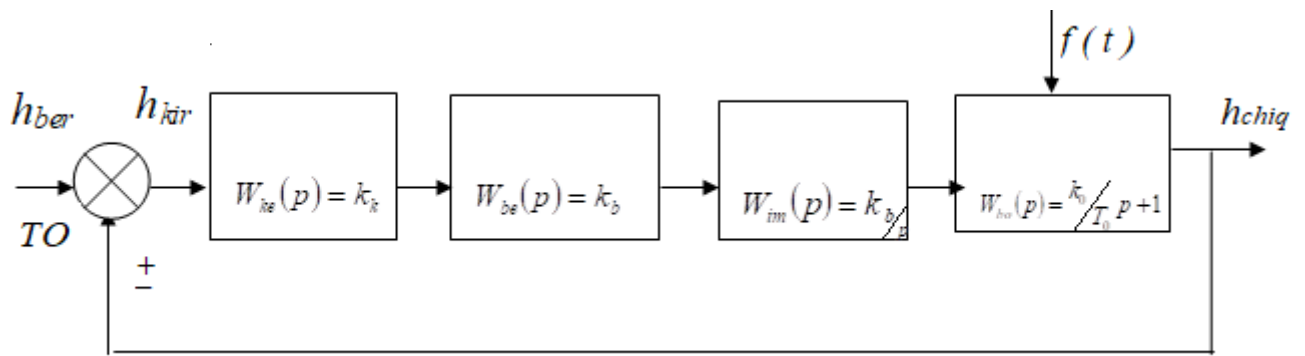 f(t)
h_ber
h_kir
h_chiq
W_ke(p) = k_k
W_be(p) = k_b
W_im(p) = k_b/p
W_bo(p) = k_0/T_0 p + 1
TO
±